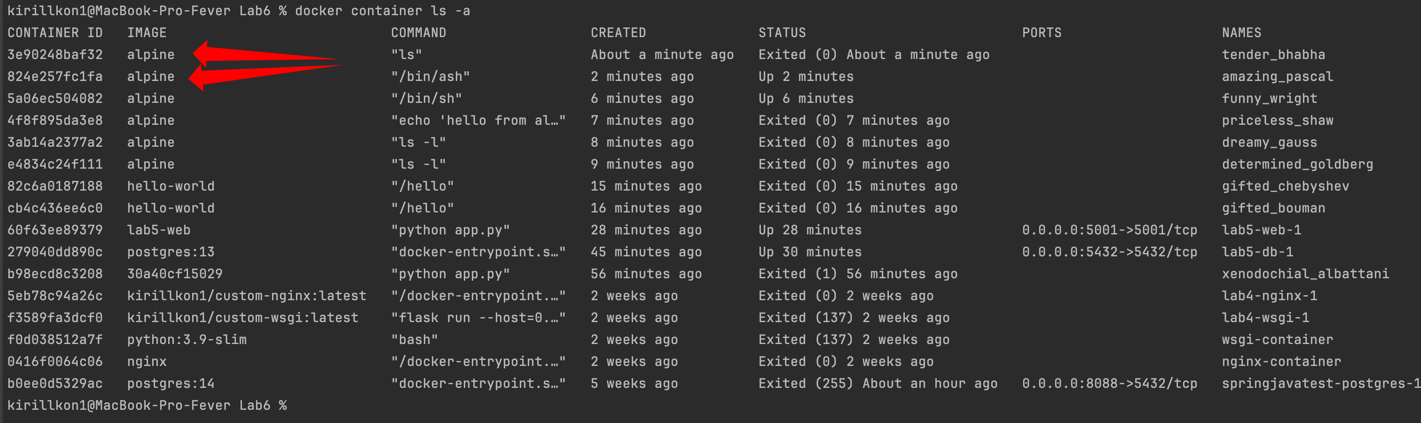 kirillkon1@MacBook-Pro-Fever Lab6 % docker container ls -a
CONTAINER ID   IMAGE                            COMMAND                  CREATED              STATUS                          PORTS                    NAMES
3e90248baf32   alpine                           "ls"                     About a minute ago   Exited (0) About a minute ago                            tender_bhabha
824e257fc1fa   alpine                           "/bin/ash"               2 minutes ago        Up 2 minutes                                             amazing_pascal
5a06ec504082   alpine                           "/bin/sh"                6 minutes ago        Up 6 minutes                                             funny_wright
4f8f895da3e8   alpine                           "echo 'hello from al…"   7 minutes ago        Exited (0) 7 minutes ago                                 priceless_shaw
3ab14a2377a2   alpine                           "ls -l"                  8 minutes ago        Exited (0) 8 minutes ago                                 dreamy_gauss
e4834c24f111   alpine                           "ls -l"                  9 minutes ago        Exited (0) 9 minutes ago                                 determined_goldberg
82c6a0187188   hello-world                      "/hello"                 15 minutes ago       Exited (0) 15 minutes ago                                gifted_chebyshev
cb4c436ee6c0   hello-world                      "/hello"                 16 minutes ago       Exited (0) 16 minutes ago                                gifted_bouman
60f63ee89379   lab5-web                         "python app.py"          28 minutes ago       Up 28 minutes                   0.0.0.0:5001->5001/tcp   lab5-web-1
279040dd890c   postgres:13                      "docker-entrypoint.s…"   45 minutes ago       Up 30 minutes                   0.0.0.0:5432->5432/tcp   lab5-db-1
b98ecd8c3208   30a40cf15029                     "python app.py"          56 minutes ago       Exited (1) 56 minutes ago                                xenodochial_albattani
5eb78c94a26c   kirillkon1/custom-nginx:latest   "/docker-entrypoint.…"   2 weeks ago          Exited (0) 2 weeks ago                                   lab4-nginx-1
f3589fa3dcf0   kirillkon1/custom-wsgi:latest    "flask run --host=0.…"   2 weeks ago          Exited (137) 2 weeks ago                                 lab4-wsgi-1
f0d038512a7f   python:3.9-slim                  "bash"                   2 weeks ago          Exited (137) 2 weeks ago                                 wsgi-container
0416f0064c06   nginx                            "/docker-entrypoint.…"   2 weeks ago          Exited (0) 2 weeks ago                                   nginx-container
b0ee0d5329ac   postgres:14                      "docker-entrypoint.s…"   5 weeks ago          Exited (255) About an hour ago   0.0.0.0:8088->5432/tcp   springjavatest-postgres-1
kirillkon1@MacBook-Pro-Fever Lab6 %